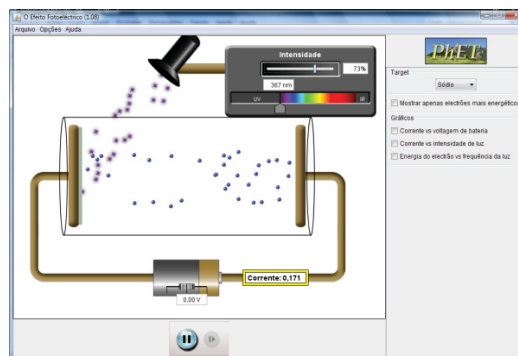 O Efeito Fotoeléctrico (1.08)
Arquivo Opções Ajuda
Intensidade
73%
367 nm
UV
IR
PhET
Target
Sódio
Mostrar apenas electrões mais energéticos
Gráficos
Corrente vs voltagem de bateria
Corrente vs intensidade de luz
Energia do electrão vs frequência da luz
Corrente: 0,171
0,00 V